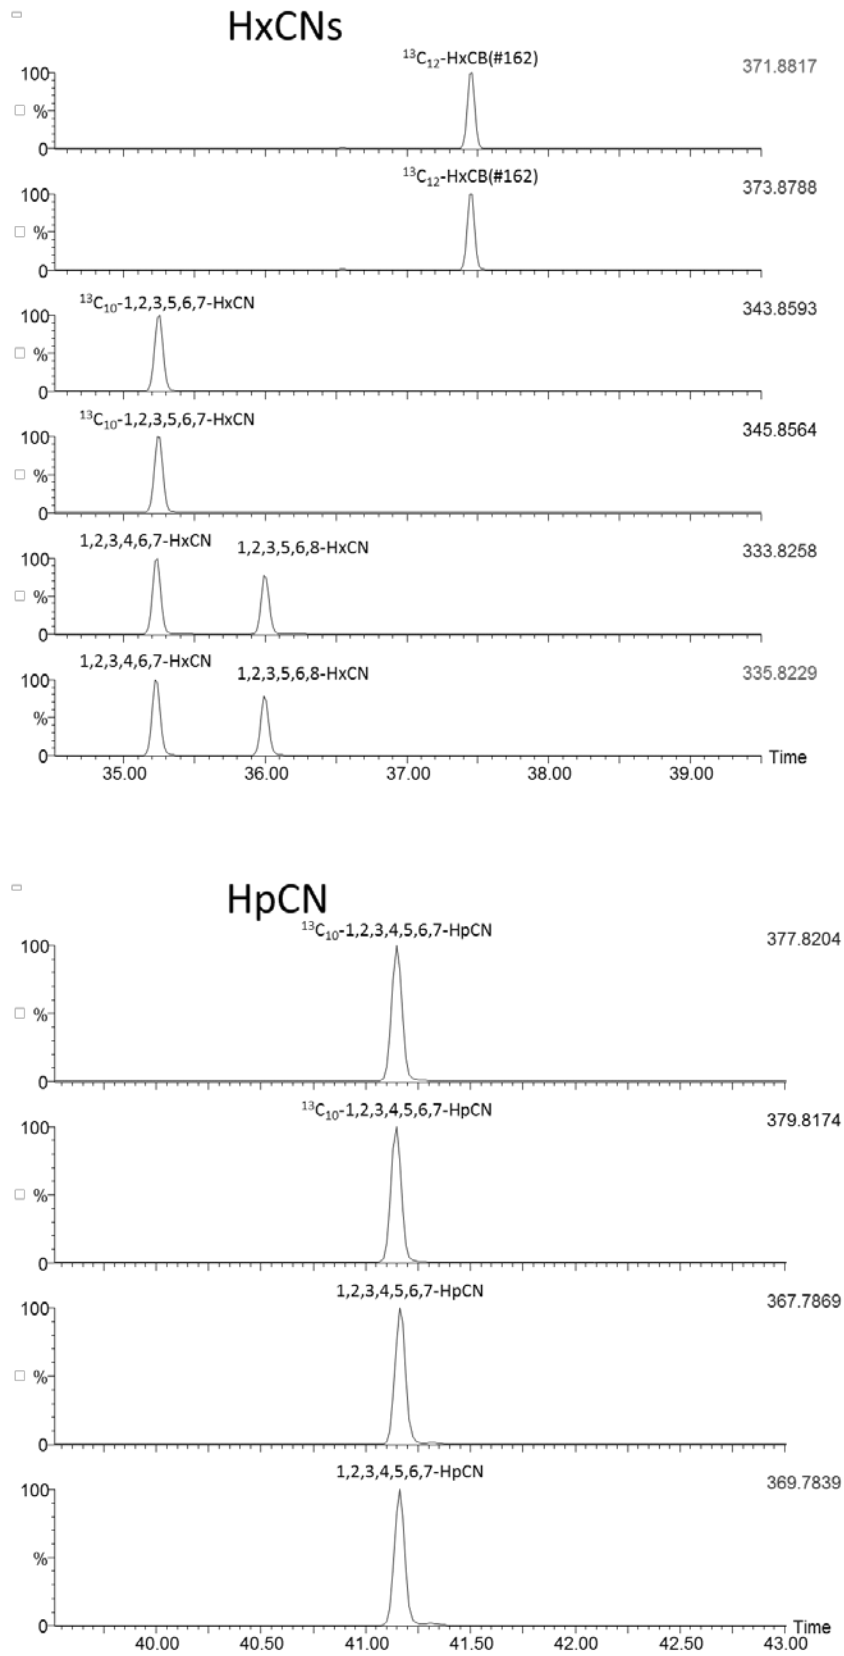 HxCNs
¹³C₁₂-HxCB(#162)
371.8817
100
%
0
¹³C₁₂-HxCB(#162)
373.8788
100
%
0
¹³C₁₀-1,2,3,5,6,7-HxCN
343.8593
100
%
0
¹³C₁₀-1,2,3,5,6,7-HxCN
345.8564
100
%
0
1,2,3,4,6,7-HxCN 1,2,3,5,6,8-HxCN
333.8258
100
%
0
1,2,3,4,6,7-HxCN 1,2,3,5,6,8-HxCN
335.8229
100
%
0
Time
35.00 36.00 37.00 38.00 39.00
HpCN
¹³C₁₀-1,2,3,4,5,6,7-HpCN
377.8204
100
%
0
¹³C₁₀-1,2,3,4,5,6,7-HpCN
379.8174
100
%
0
1,2,3,4,5,6,7-HpCN
367.7869
100
%
0
1,2,3,4,5,6,7-HpCN
369.7839
100
%
0
Time
40.00 40.50 41.00 41.50 42.00 42.50 43.00